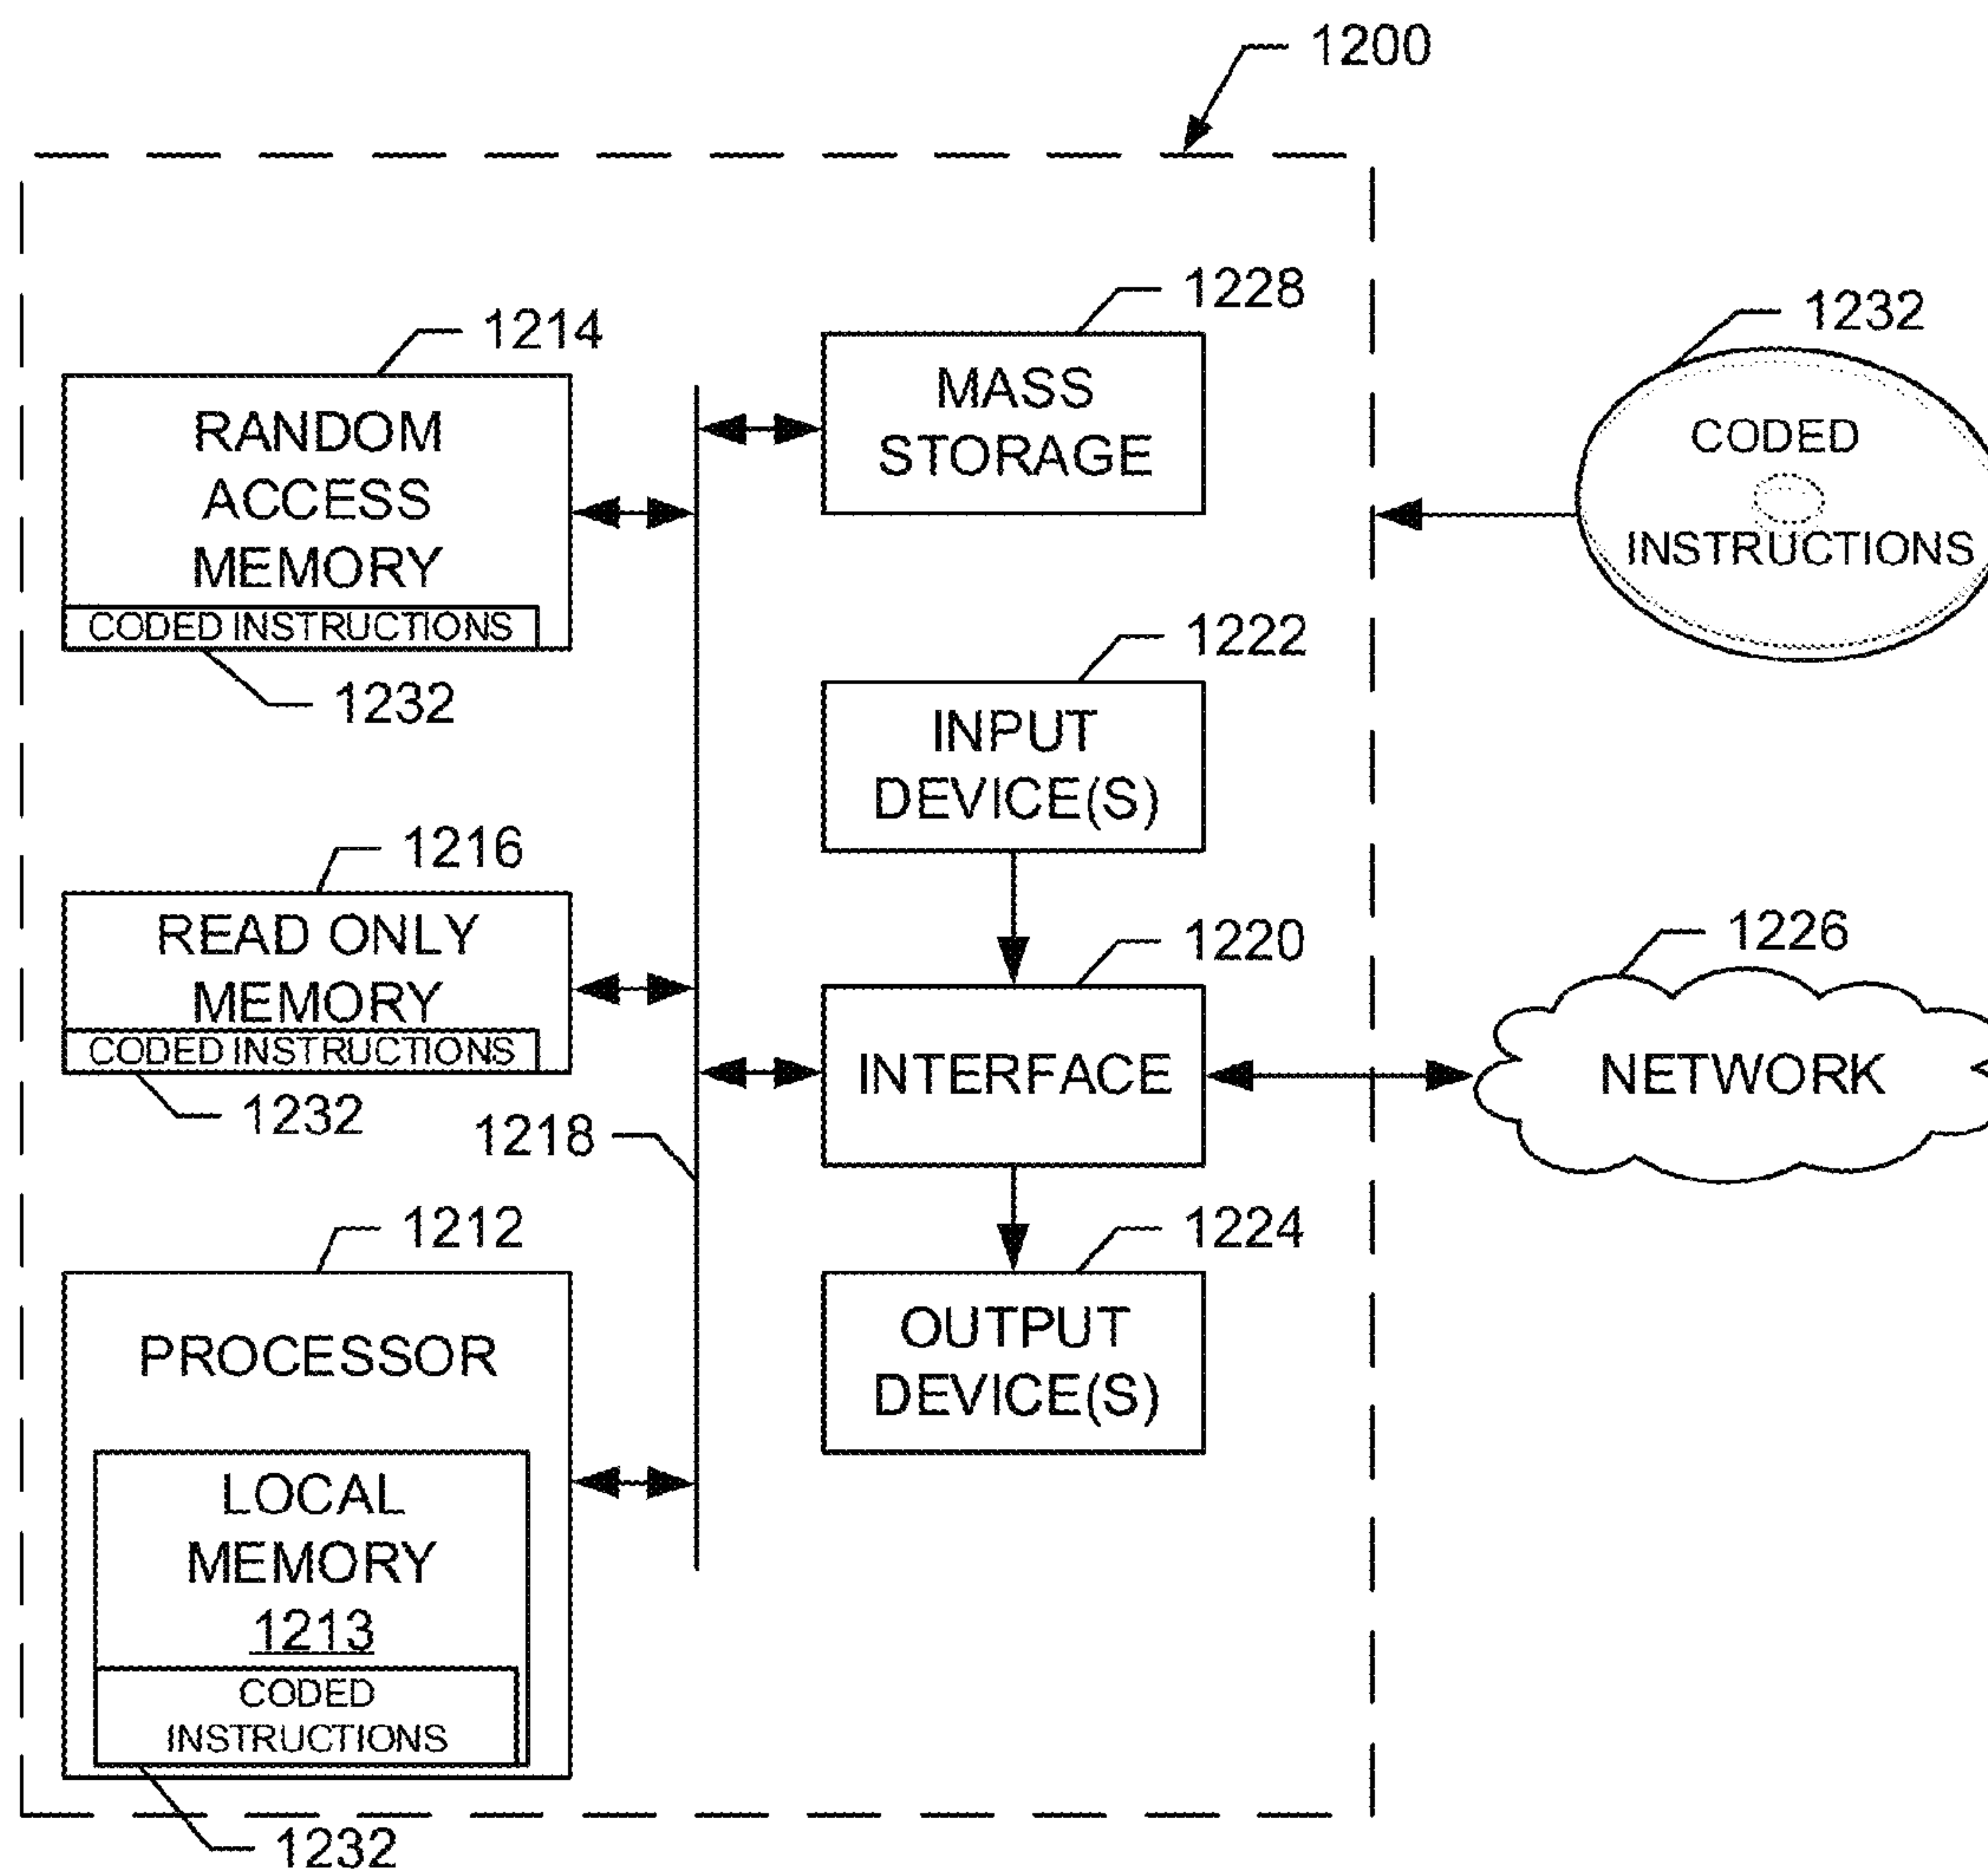 1200
1228
1214
1232
MASS
STORAGE
RANDOM
ACCESS
MEMORY
CODED INSTRUCTIONS
1232
CODED
INSTRUCTIONS
1222
INPUT
DEVICE(S)
1216
READ ONLY
MEMORY
CODED INSTRUCTIONS
1232
1218
1220
INTERFACE
1226
NETWORK
1212
PROCESSOR
LOCAL
MEMORY
1213
CODED
INSTRUCTIONS
1232
1224
OUTPUT
DEVICE(S)